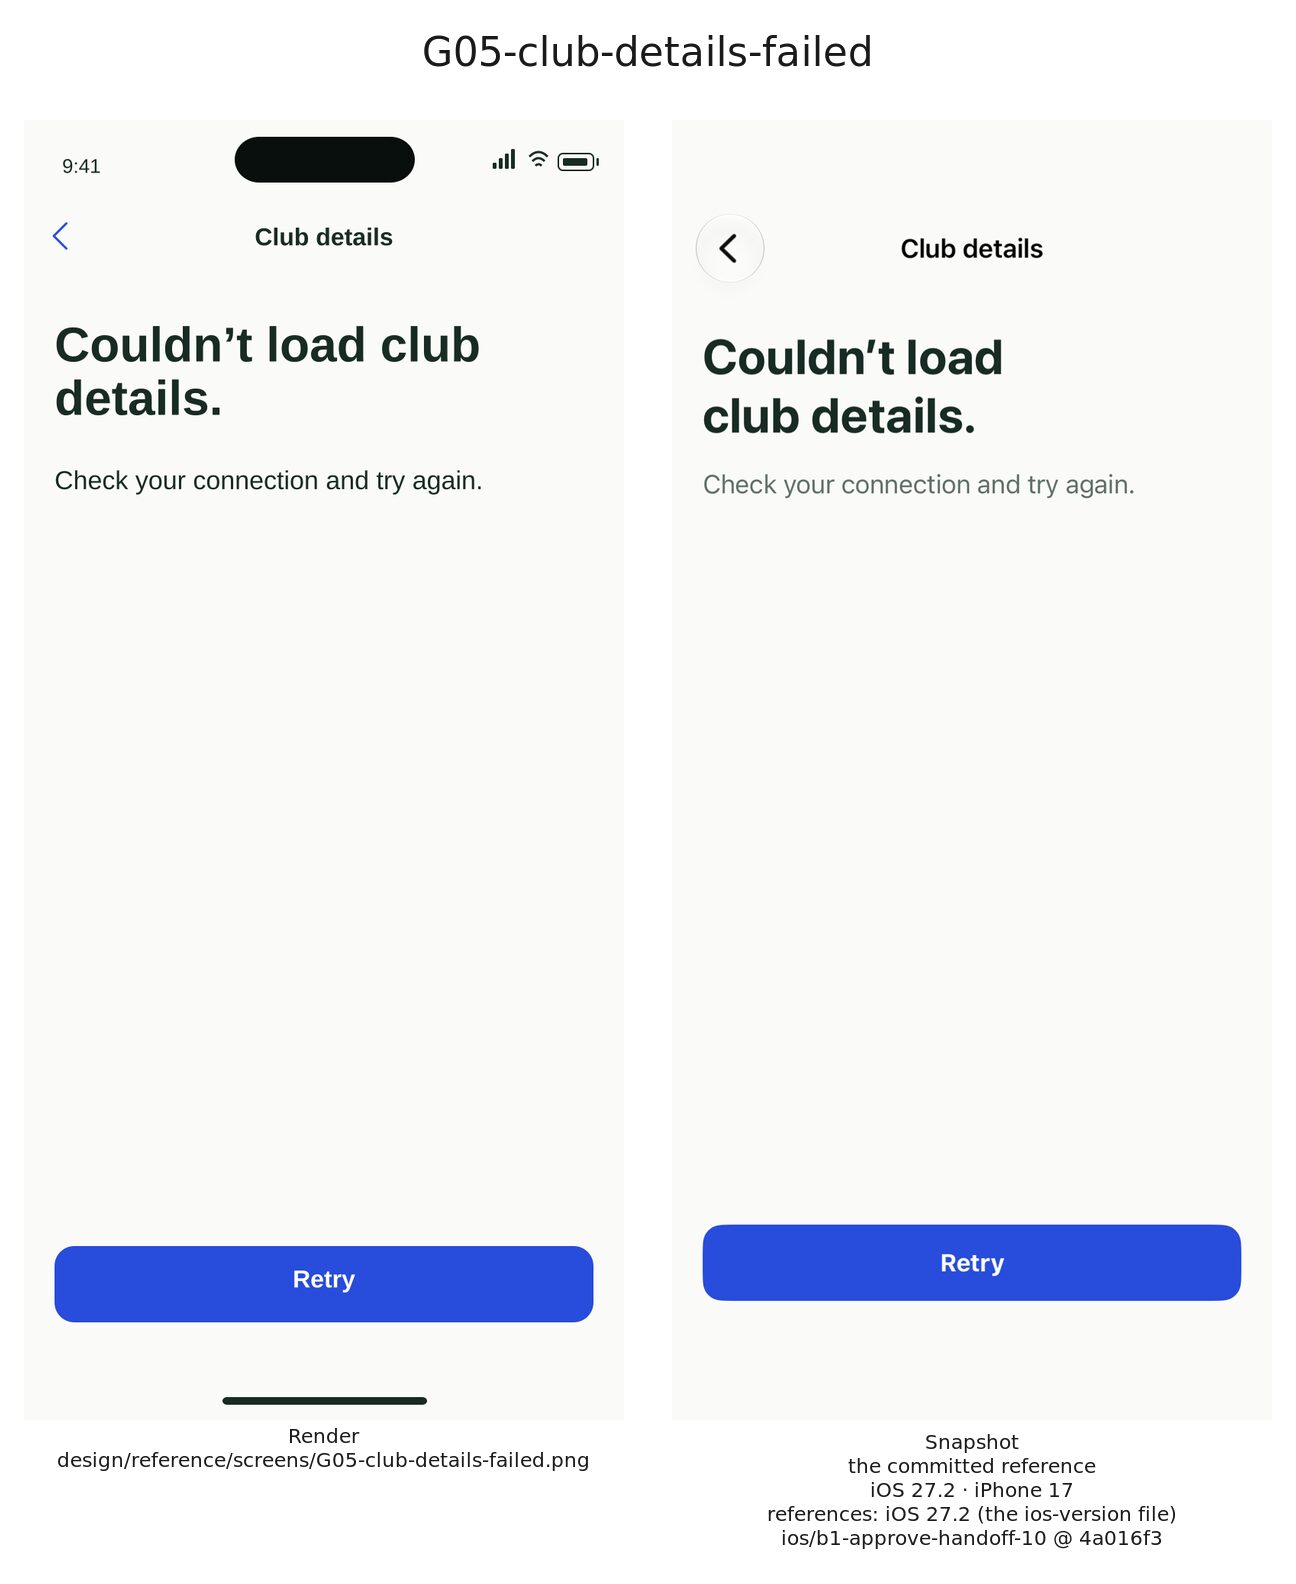 G05-club-details-failed
9:41
Club details
Couldn’t load club
details.
Check your connection and try again.
Retry
Render
design/reference/screens/G05-club-details-failed.png
Club details
Couldn’t load
club details.
Check your connection and try again.
Retry
Snapshot
the committed reference
iOS 27.2 · iPhone 17
references: iOS 27.2 (the ios-version file)
ios/b1-approve-handoff-10 @ 4a016f3